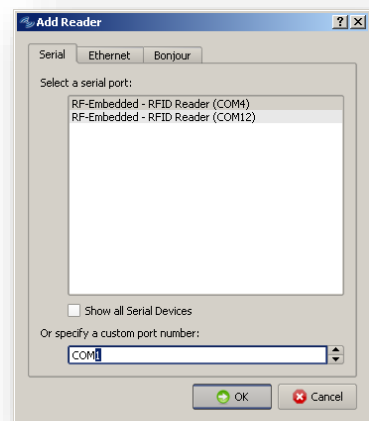 Add Reader
Serial Ethernet Bonjour
Select a serial port:
RF-Embedded - RFID Reader (COM4)
RF-Embedded - RFID Reader (COM12)
Show all Serial Devices
Or specify a custom port number:
COM1
OK Cancel